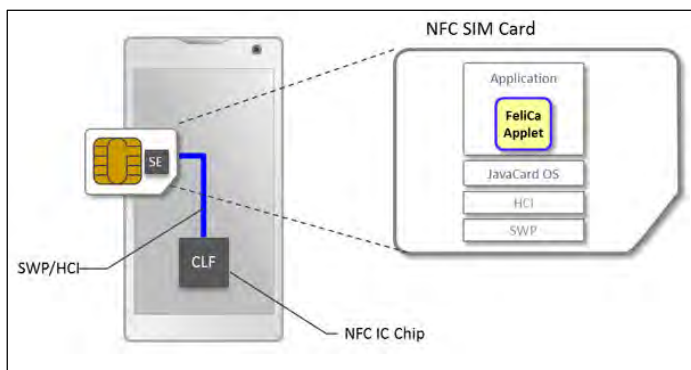 NFC SIM Card
Application
FeliCa
Applet
JavaCard OS
HCI
SWP
SE
SWP/HCI
CLF
NFC IC Chip